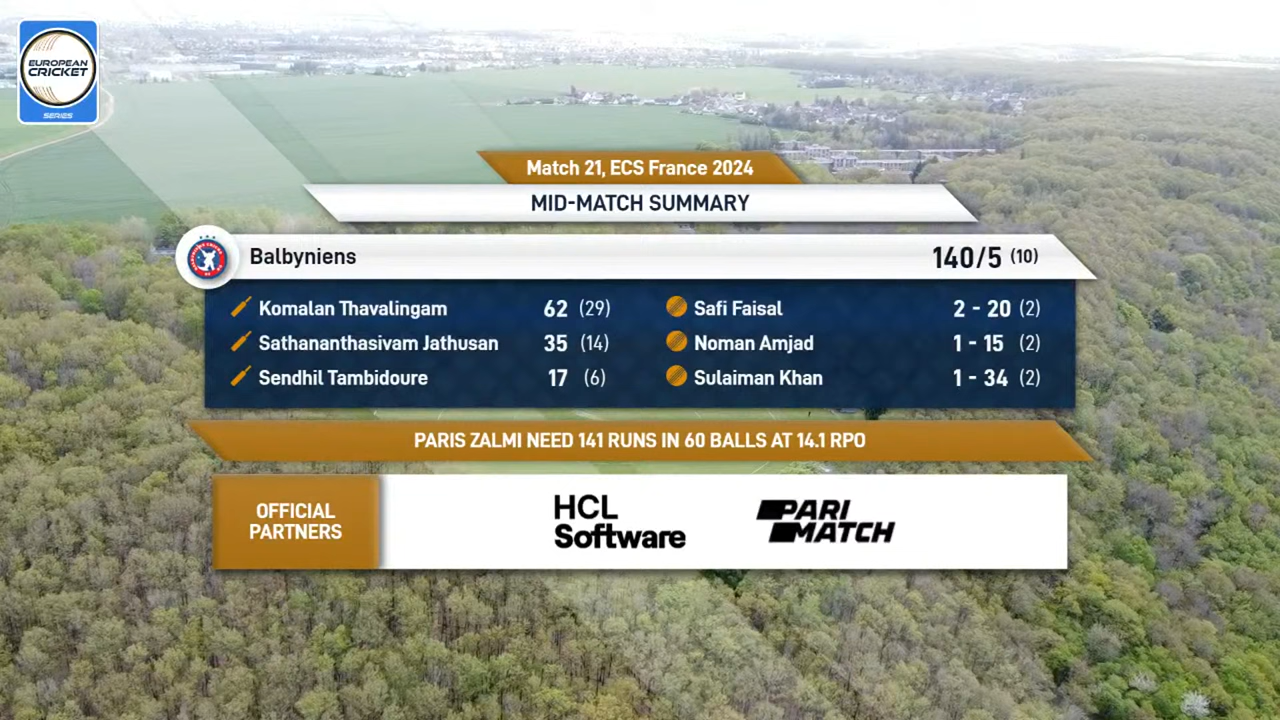 EUROPEAN
CRICKET
SERIES
Match 21, ECS France 2024
MID-MATCH SUMMARY
Balbyniens 140/5 (10)
Komalan Thavalingam 62 (29) Safi Faisal 2 - 20 (2)
Sathananthasivam Jathusan 35 (14) Noman Amjad 1 - 15 (2)
Sendhil Tambidoure 17 (6) Sulaiman Khan 1 - 34 (2)
PARIS ZALMI NEED 141 RUNS IN 60 BALLS AT 14.1 RPO
OFFICIAL
PARTNERS
HCL
Software
PARI
MATCH